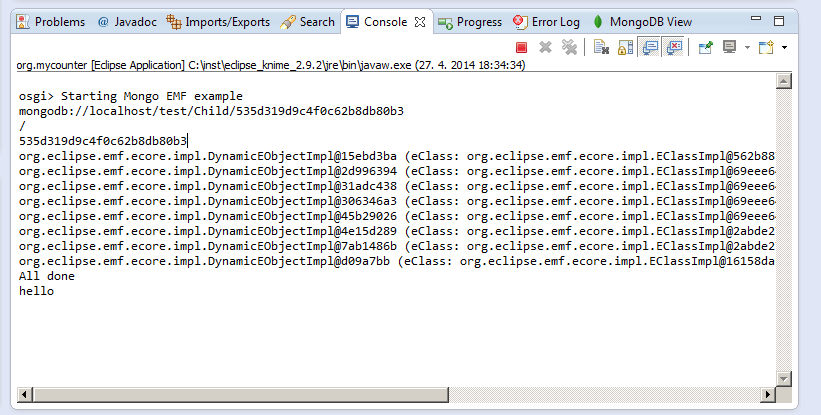 Problems @ Javadoc Imports/Exports Search Console Progress Error Log MongoDB View
org.mycounter [Eclipse Application] C:\inst\eclipse_knime_2.9.2\jre\bin\javaw.exe (27. 4. 2014 18:34:34)
osgi> Starting Mongo EMF example
mongodb://localhost/test/Child/535d319d9c4f0c62b8db80b3
/
535d319d9c4f0c62b8db80b3
org.eclipse.emf.ecore.impl.DynamicEObjectImpl@15ebd3ba (eClass: org.eclipse.emf.ecore.impl.EClassImpl@562b88
org.eclipse.emf.ecore.impl.DynamicEObjectImpl@2d996394 (eClass: org.eclipse.emf.ecore.impl.EClassImpl@69eee6
org.eclipse.emf.ecore.impl.DynamicEObjectImpl@31adc438 (eClass: org.eclipse.emf.ecore.impl.EClassImpl@69eee6
org.eclipse.emf.ecore.impl.DynamicEObjectImpl@306346a3 (eClass: org.eclipse.emf.ecore.impl.EClassImpl@69eee6
org.eclipse.emf.ecore.impl.DynamicEObjectImpl@45b29026 (eClass: org.eclipse.emf.ecore.impl.EClassImpl@69eee6
org.eclipse.emf.ecore.impl.DynamicEObjectImpl@4e15d289 (eClass: org.eclipse.emf.ecore.impl.EClassImpl@2abde2
org.eclipse.emf.ecore.impl.DynamicEObjectImpl@7ab1486b (eClass: org.eclipse.emf.ecore.impl.EClassImpl@2abde2
org.eclipse.emf.ecore.impl.DynamicEObjectImpl@d09a7bb (eClass: org.eclipse.emf.ecore.impl.EClassImpl@16158da
All done
hello